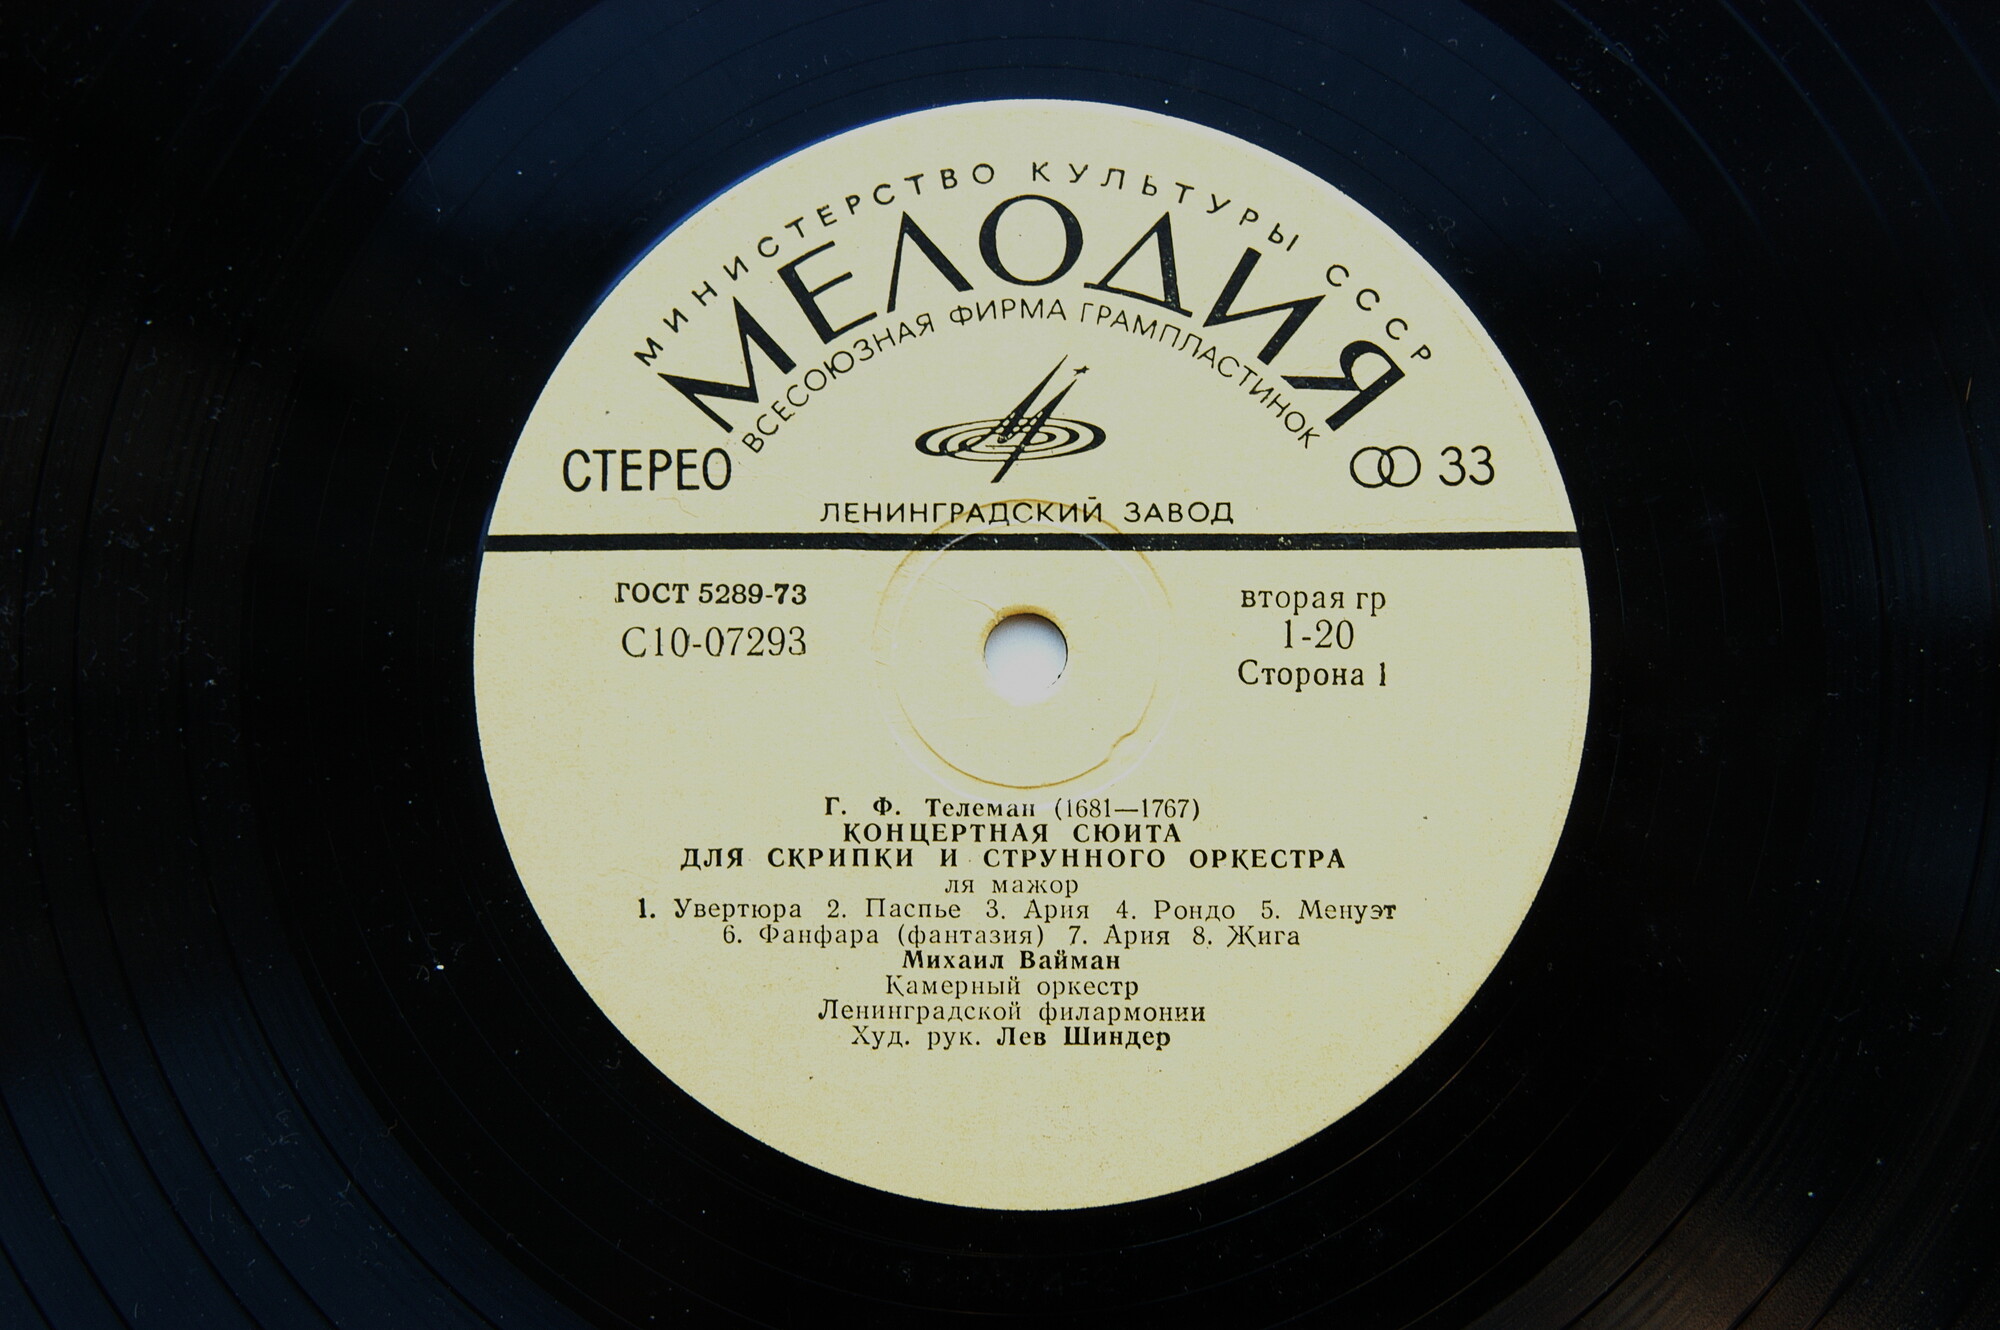 МИНИСТЕРСТВО КУЛЬТУРЫ СССР
МЕЛОДИЯ
ВСЕСОЮЗНАЯ ФИРМА ГРАМПЛАСТИНОК
СТЕРЕО
33
ЛЕНИНГРАДСКИЙ ЗАВОД
ГОСТ 5289-73
С10-07293
вторая гр
1-20
Сторона 1
Г. Ф. Телеман (1681—1767)
КОНЦЕРТНАЯ СЮИТА
ДЛЯ СКРИПКИ И СТРУННОГО ОРКЕСТРА
ля мажор
1. Увертюра 2. Паспье 3. Ария 4. Рондо 5. Менуэт
6. Фанфара (фантазия) 7. Ария 8. Жига
Михаил Вайман
Камерный оркестр
Ленинградской филармонии
Худ. рук. Лев Шиндер